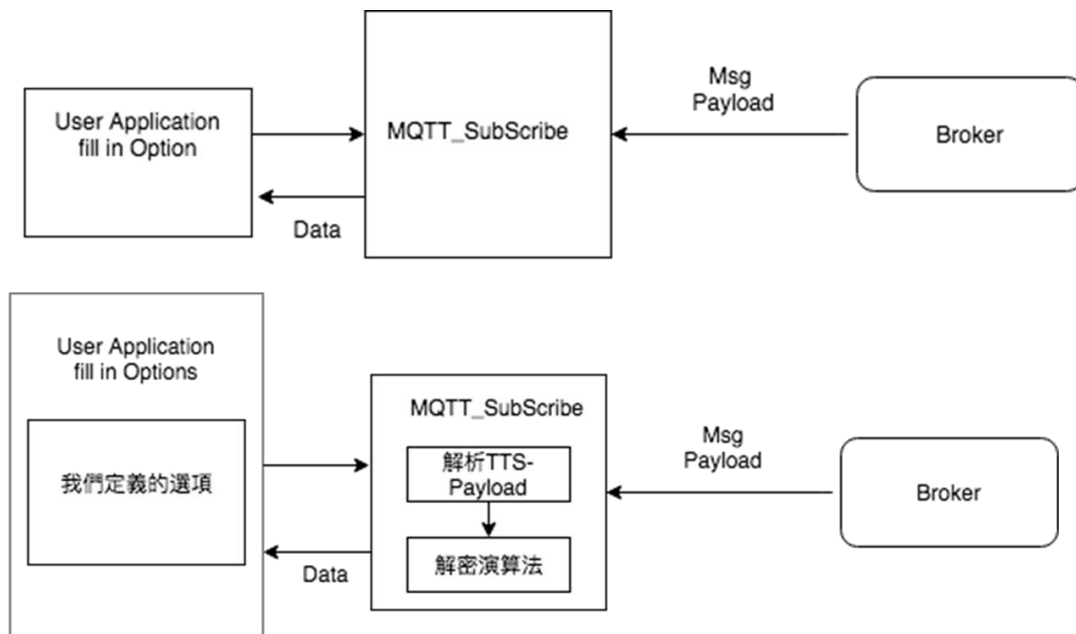 User Application
fill in Option
MQTT_SubScribe
Msg
Payload
Broker
Data
User Application
fill in Options
我們定義的選項
MQTT_SubScribe
解析TTS-
Payload
解密演算法
Msg
Payload
Broker
Data